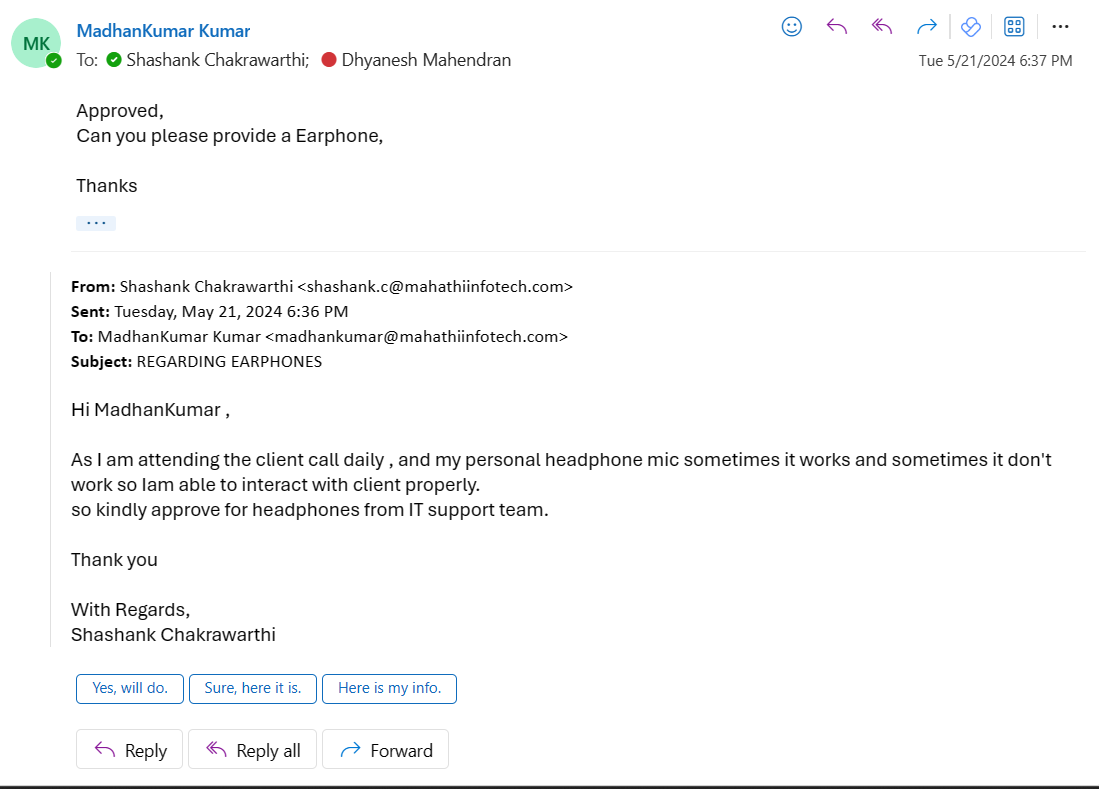 MK
MadhanKumar Kumar
To: Shashank Chakrawarthi; Dhyanesh Mahendran
Tue 5/21/2024 6:37 PM
Approved,
Can you please provide a Earphone,
Thanks
...
From: Shashank Chakrawarthi <shashank.c@mahathiinfotech.com>
Sent: Tuesday, May 21, 2024 6:36 PM
To: MadhanKumar Kumar <madhankumar@mahathiinfotech.com>
Subject: REGARDING EARPHONES
Hi MadhanKumar ,
As I am attending the client call daily , and my personal headphone mic sometimes it works and sometimes it don't
work so Iam able to interact with client properly.
so kindly approve for headphones from IT support team.
Thank you
With Regards,
Shashank Chakrawarthi
Yes, will do. Sure, here it is. Here is my info.
Reply Reply all Forward